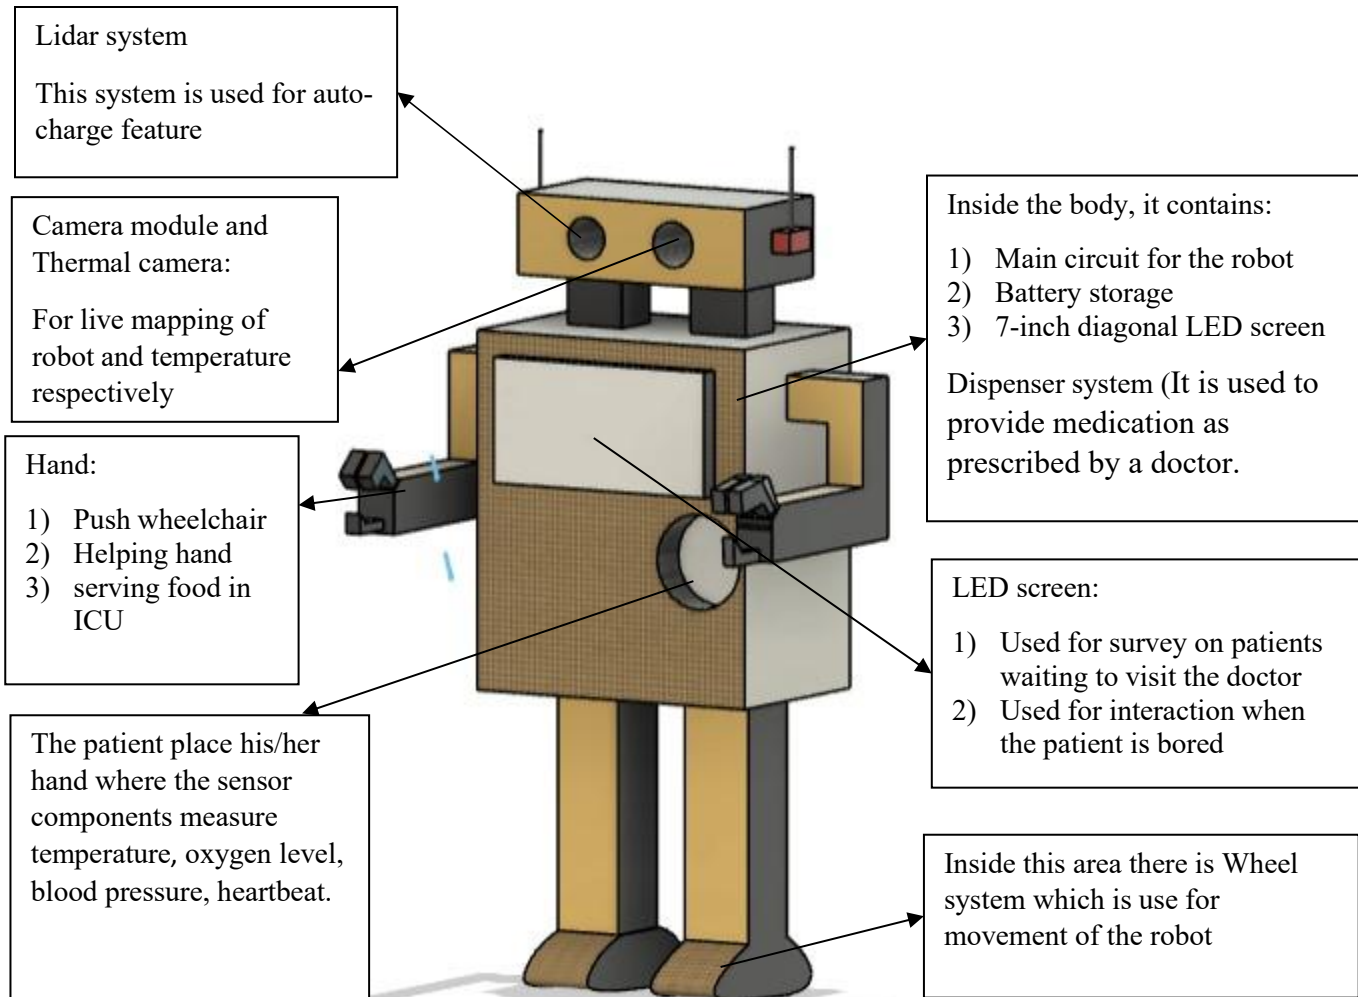 Lidar system
This system is used for auto-
charge feature
Camera module and
Thermal camera:
For live mapping of
robot and temperature
respectively
Hand:
1) Push wheelchair
2) Helping hand
3) serving food in
ICU
The patient place his/her
hand where the sensor
components measure
temperature, oxygen level,
blood pressure, heartbeat.
Inside the body, it contains:
1) Main circuit for the robot
2) Battery storage
3) 7-inch diagonal LED screen
Dispenser system (It is used to
provide medication as
prescribed by a doctor.
LED screen:
1) Used for survey on patients
waiting to visit the doctor
2) Used for interaction when
the patient is bored
Inside this area there is Wheel
system which is use for
movement of the robot